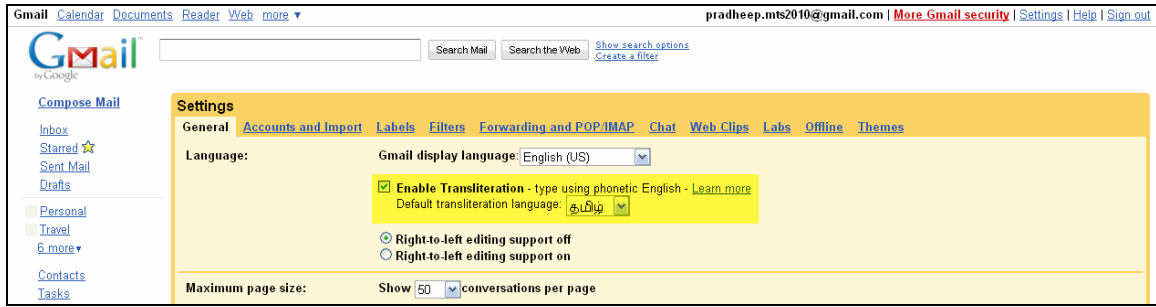 Gmail Calendar Documents Reader Web more ▼ pradheep.mts2010@gmail.com | More Gmail security | Settings | Help | Sign out
Gmail
by Google
Search Mail Search the Web Show search options
Create a filter
Compose Mail
Inbox
Starred
Sent Mail
Drafts
Personal
Travel
6 more ▼
Contacts
Tasks
Settings
General Accounts and Import Labels Filters Forwarding and POP/IMAP Chat Web Clips Labs Offline Themes
Language: Gmail display language: English (US)
Enable Transliteration - type using phonetic English - Learn more
Default transliteration language: தமிழ்
Right-to-left editing support off
Right-to-left editing support on
Maximum page size: Show 50 conversations per page